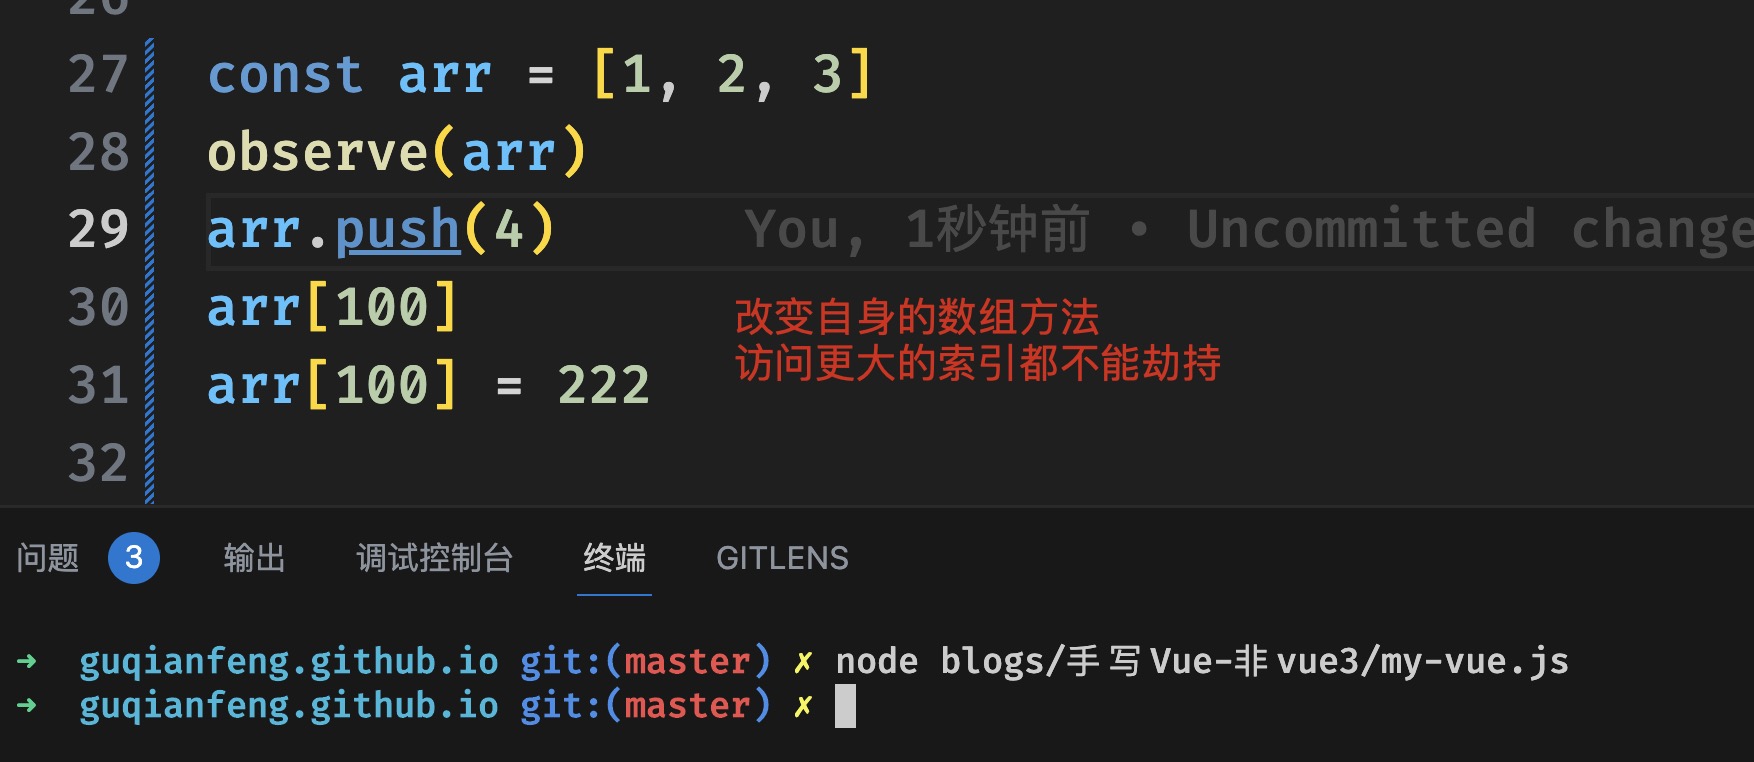 26
27 const arr = [1, 2, 3]
28 observe(arr)
29 arr.push(4) You, 1秒钟前 • Uncommitted change
30 arr[100]
改变自身的数组方法
访问更大的索引都不能劫持
31 arr[100] = 222
32
问题 3 输出 调试控制台 终端 GITLENS
➜ guqianfeng.github.io git:(master) ✗ node blogs/手写Vue-非vue3/my-vue.js
➜ guqianfeng.github.io git:(master) ✗